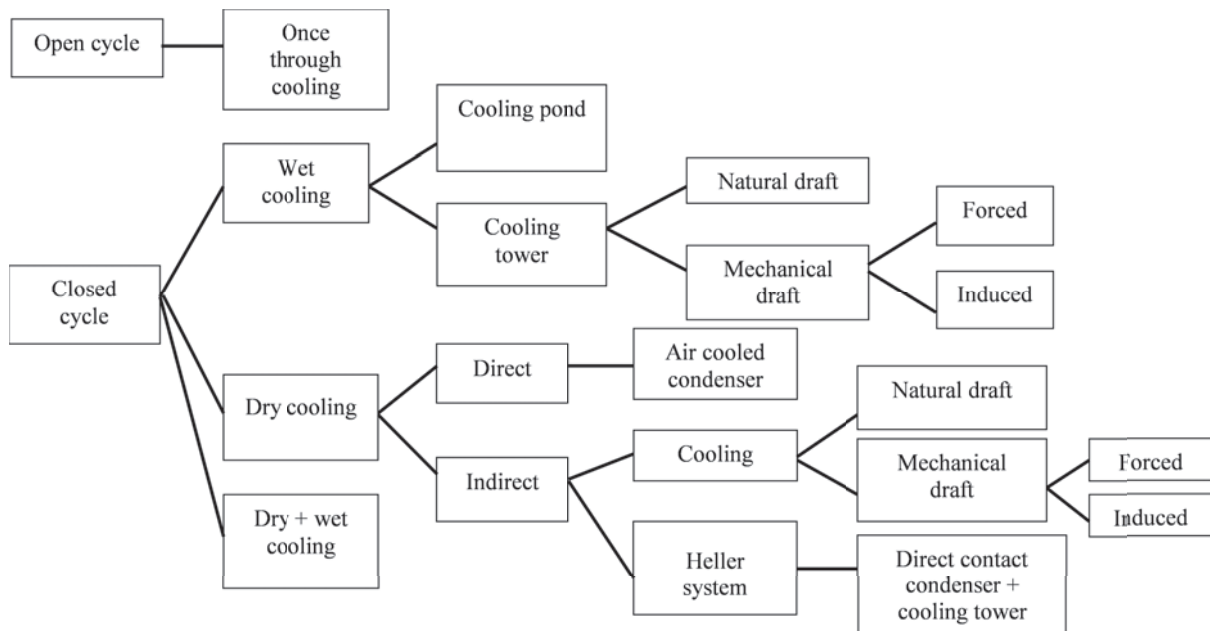 Open cycle
Once
through
cooling
Closed
cycle
Wet
cooling
Cooling pond
Cooling
tower
Natural draft
Mechanical
draft
Forced
Induced
Dry cooling
Direct
Air cooled
condenser
Indirect
Cooling
Natural draft
Mechanical
draft
Forced
Induced
Heller
system
Direct contact
condenser +
cooling tower
Dry + wet
cooling